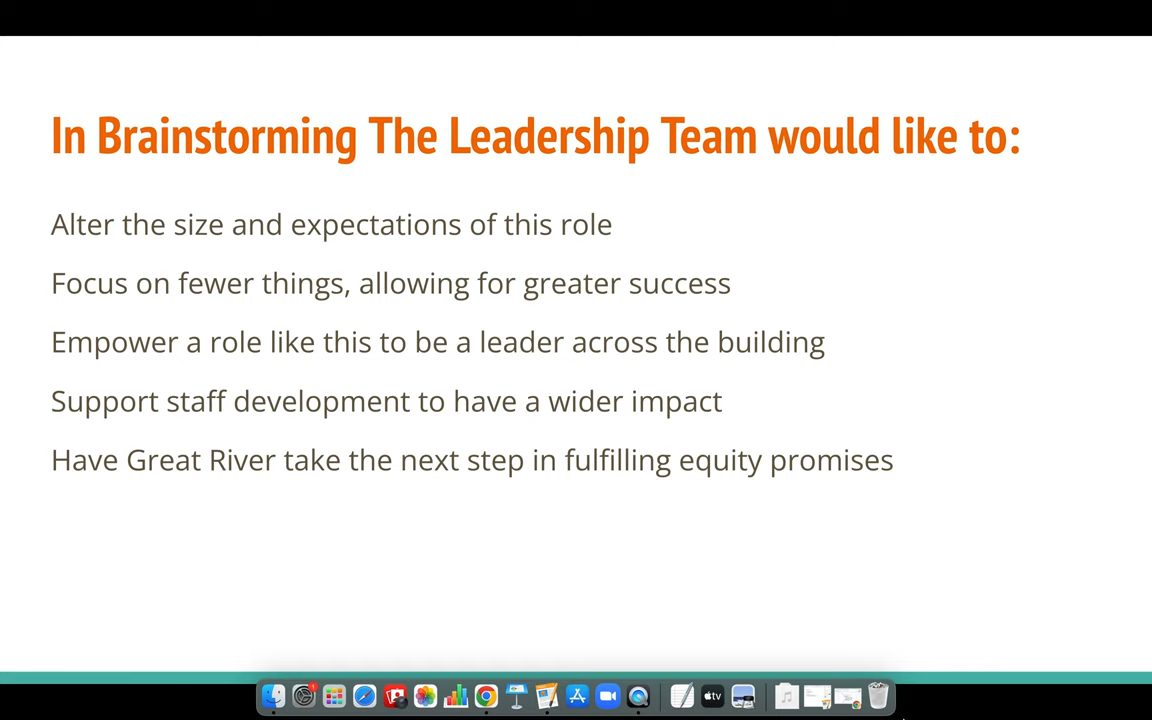 In Brainstorming The Leadership Team would like to:
Alter the size and expectations of this role
Focus on fewer things, allowing for greater success
Empower a role like this to be a leader across the building
Support staff development to have a wider impact
Have Great River take the next step in fulfilling equity promises
tv